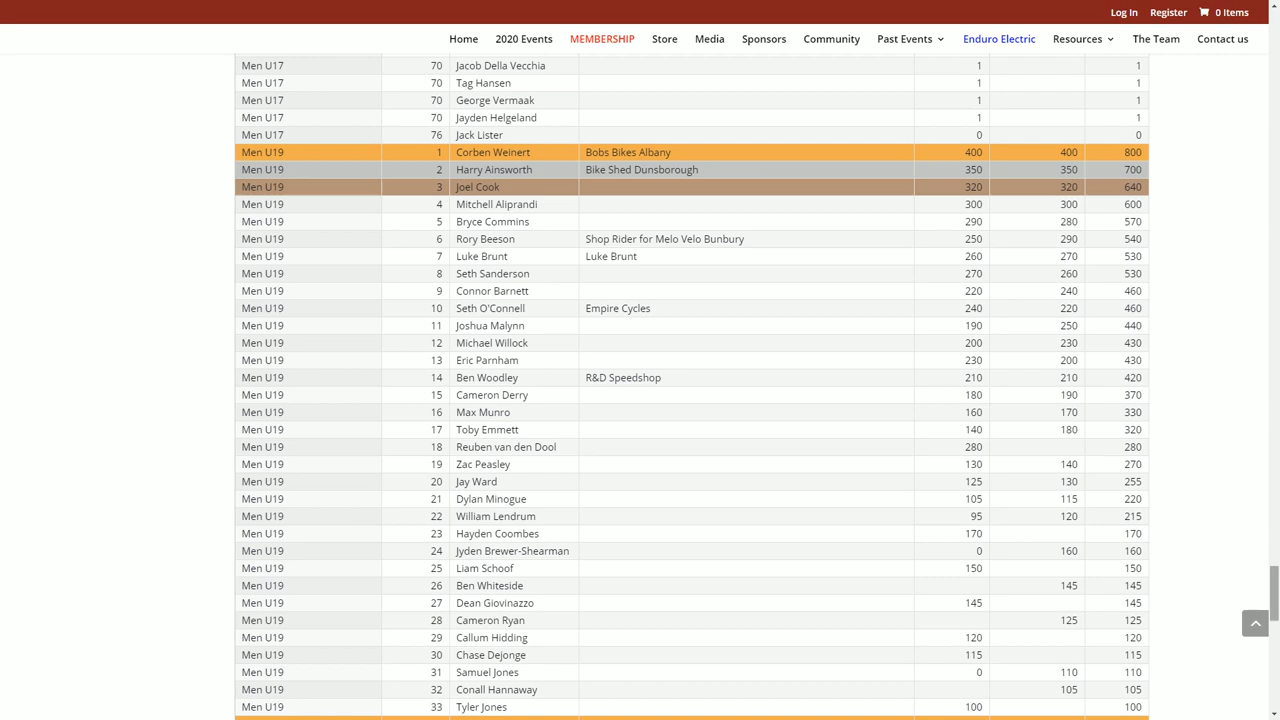 Log In Register 0 Items
Home 2020 Events MEMBERSHIP Store Media Sponsors Community Past Events Enduro Electric Resources The Team Contact us
Men U17 70 Jacob Della Vecchia 1 1
Men U17 70 Tag Hansen 1 1
Men U17 70 George Vermaak 1 1
Men U17 70 Jayden Helgeland 1 1
Men U17 76 Jack Lister 0 0
Men U19 1 Corben Weinert Bobs Bikes Albany 400 400 800
Men U19 2 Harry Ainsworth Bike Shed Dunsborough 350 350 700
Men U19 3 Joel Cook 320 320 640
Men U19 4 Mitchell Aliprandi 300 300 600
Men U19 5 Bryce Commins 290 280 570
Men U19 6 Rory Beeson Shop Rider for Melo Velo Bunbury 250 290 540
Men U19 7 Luke Brunt Luke Brunt 260 270 530
Men U19 8 Seth Sanderson 270 260 530
Men U19 9 Connor Barnett 220 240 460
Men U19 10 Seth O'Connell Empire Cycles 240 220 460
Men U19 11 Joshua Malynn 190 250 440
Men U19 12 Michael Willock 200 230 430
Men U19 13 Eric Parnham 230 200 430
Men U19 14 Ben Woodley R&D Speedshop 210 210 420
Men U19 15 Cameron Derry 180 190 370
Men U19 16 Max Munro 160 170 330
Men U19 17 Toby Emmett 140 180 320
Men U19 18 Reuben van den Dool 280 280
Men U19 19 Zac Peasley 130 140 270
Men U19 20 Jay Ward 125 130 255
Men U19 21 Dylan Minogue 105 115 220
Men U19 22 William Lendrum 95 120 215
Men U19 23 Hayden Coombes 170 170
Men U19 24 Jyden Brewer-Shearman 0 160 160
Men U19 25 Liam Schoof 150 150
Men U19 26 Ben Whiteside 145 145
Men U19 27 Dean Giovinazzo 145 145
Men U19 28 Cameron Ryan 125 125
Men U19 29 Callum Hidding 120 120
Men U19 30 Chase Dejonge 115 115
Men U19 31 Samuel Jones 0 110 110
Men U19 32 Conall Hannaway 105 105
Men U19 33 Tyler Jones 100 100